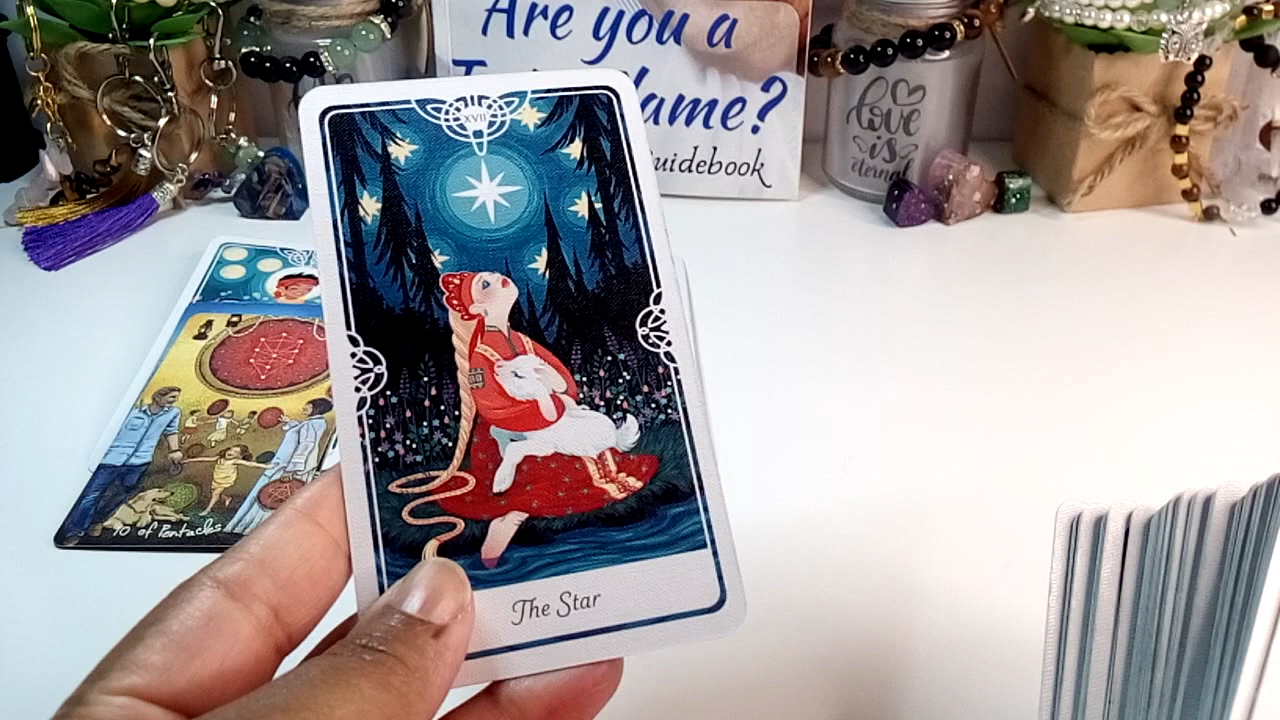 Are you a
ame?
uidebook
love
is
eternal
XVII
10 of Pentacles
The Star